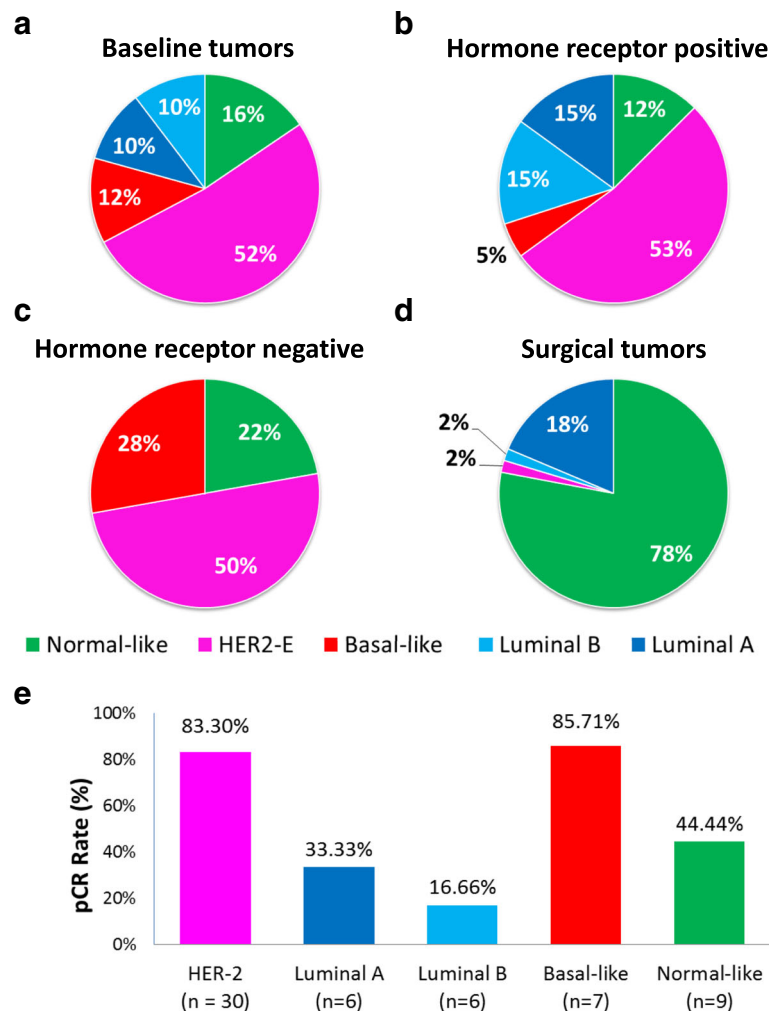 a
Baseline tumors
10%
16%
10%
12%
52%
b
Hormone receptor positive
15%
12%
15%
5%
53%
c
Hormone receptor negative
28%
22%
50%
d
Surgical tumors
2%
18%
2%
78%
Normal-like HER2-E Basal-like Luminal B Luminal A
e
pCR Rate (%)
100%
80%
60%
40%
20%
0%
83.30%
33.33%
16.66%
85.71%
44.44%
HER-2 Luminal A Luminal B Basal-like Normal-like
(n = 30) (n=6) (n=6) (n=7) (n=9)